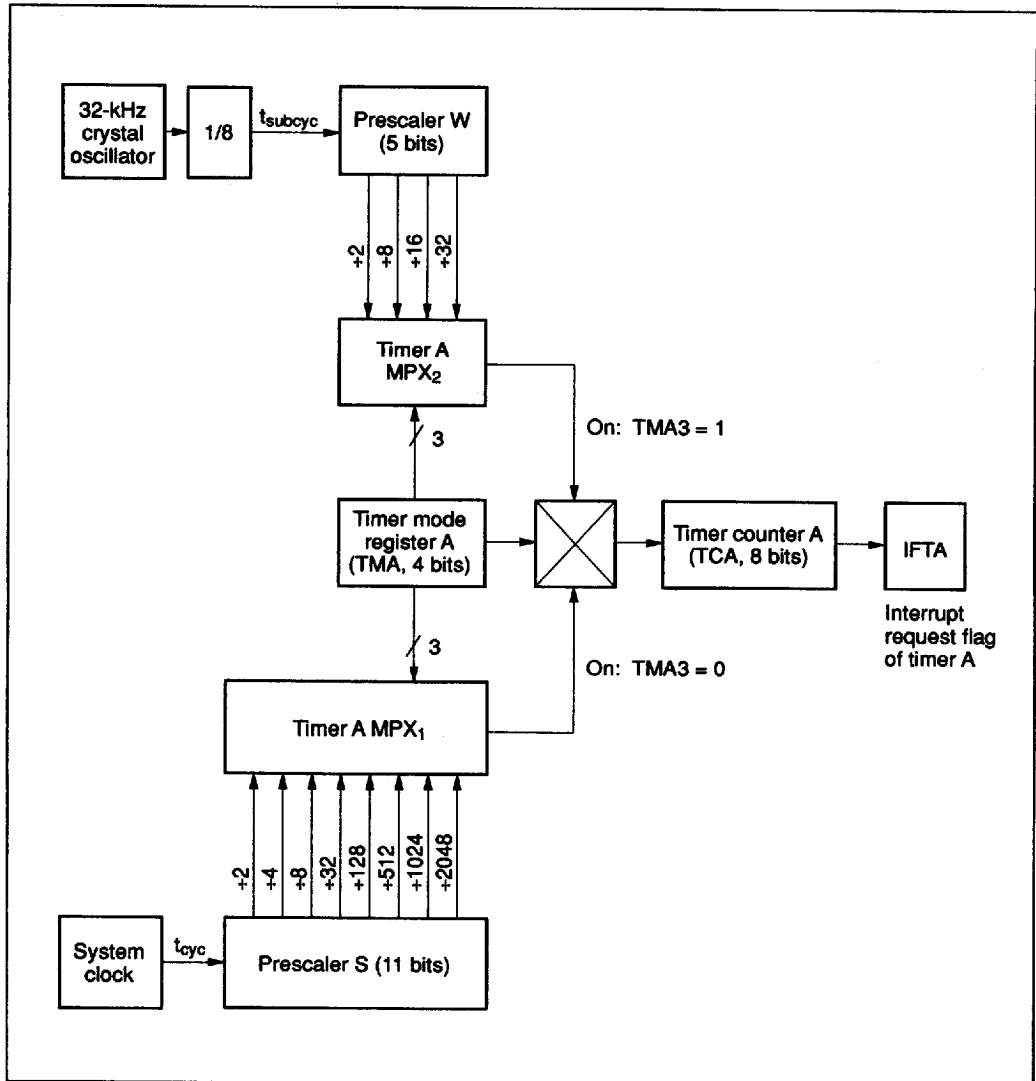 32-kHz
crystal
oscillator
1/8
tsubcyc
Prescaler W
(5 bits)
÷2
÷8
÷16
÷32
Timer A
MPX2
3
On: TMA3 = 1
Timer mode
register A
(TMA, 4 bits)
Timer counter A
(TCA, 8 bits)
IFTA
Interrupt
request flag
of timer A
3
On: TMA3 = 0
Timer A MPX1
÷2
÷4
÷8
÷32
÷128
÷512
÷1024
÷2048
System
clock
tcyc
Prescaler S (11 bits)